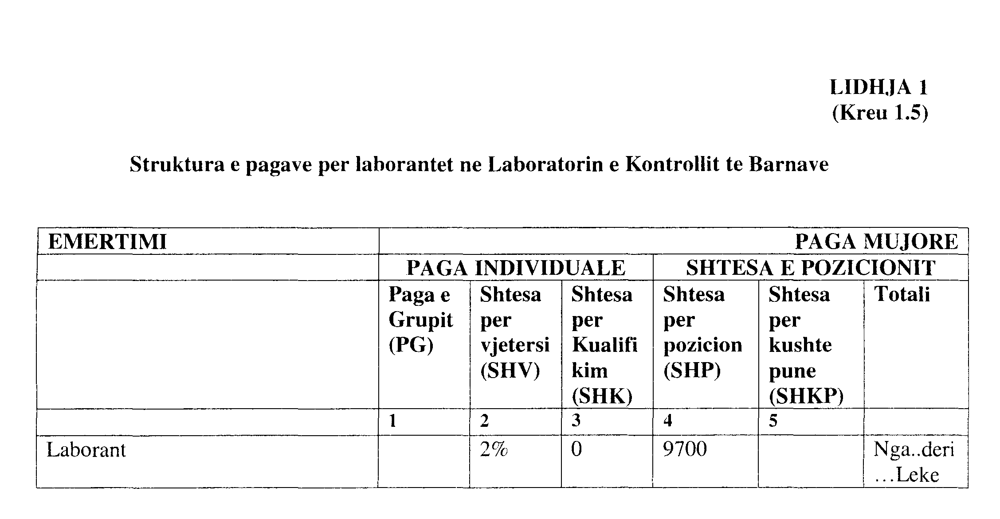 LIDHJA 1
(Kreu 1.5)
Struktura e pagave per laborantet ne Laboratorin e Kontrollit te Barnave
EMERTIMI PAGA MUJORE
PAGA INDIVIDUALE SHTESA E POZICIONIT
Paga e Shtesa Shtesa Shtesa Shtesa Totali
Grupit per per per per
(PG) vjetersi Kualifi pozicion kushte
(SHV) kim (SHP) pune
(SHK) (SHKP)
1 2 3 4 5
Laborant 2% 0 9700 Nga..deri
...Leke